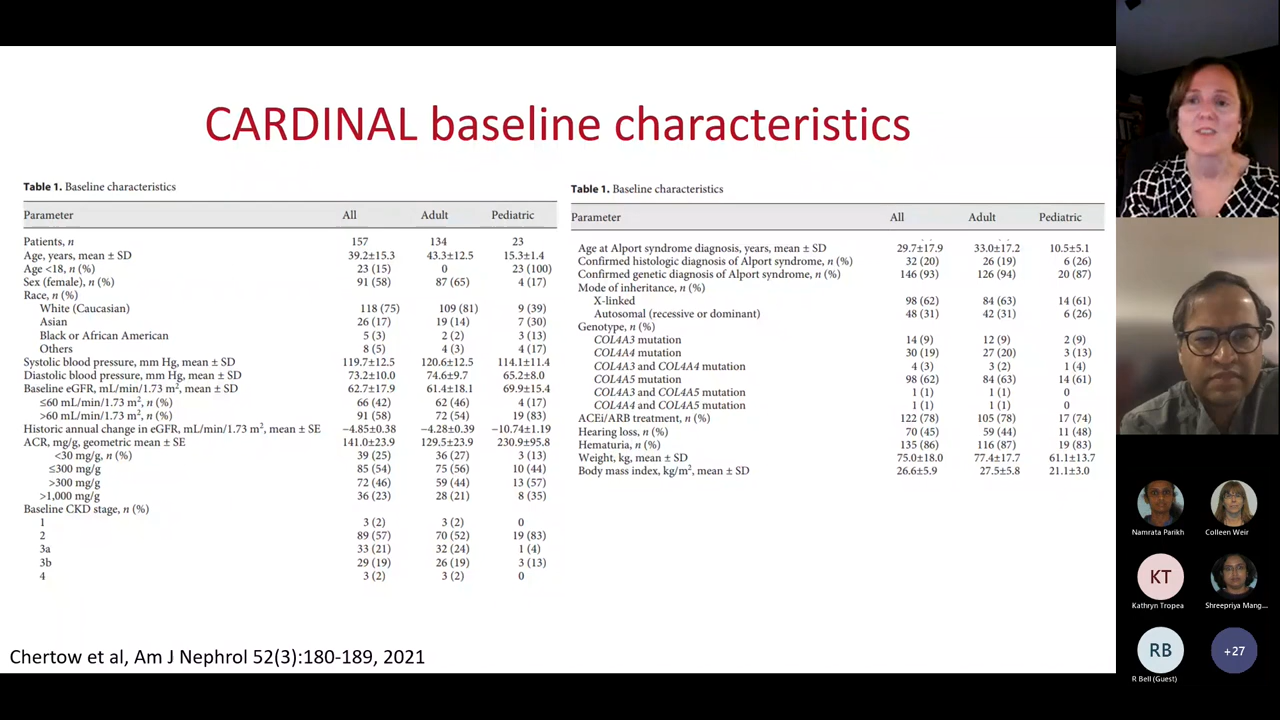 CARDINAL baseline characteristics
Table 1. Baseline characteristics
Parameter All Adult Pediatric
Patients, n 157 134 23
Age, years, mean ± SD 39.2±15.3 43.3±12.5 15.3±1.4
Age <18, n (%) 23 (15) 0 23 (100)
Sex (female), n (%) 91 (58) 87 (65) 4 (17)
Race, n (%)
White (Caucasian) 118 (75) 109 (81) 9 (39)
Asian 26 (17) 19 (14) 7 (30)
Black or African American 5 (3) 2 (2) 3 (13)
Others 8 (5) 4 (3) 4 (17)
Systolic blood pressure, mm Hg, mean ± SD 119.7±12.5 120.6±12.5 114.1±11.4
Diastolic blood pressure, mm Hg, mean ± SD 73.2±10.0 74.6±9.7 65.2±8.0
Baseline eGFR, mL/min/1.73 m², mean ± SD 62.7±17.9 61.4±18.1 69.9±15.4
≤60 mL/min/1.73 m², n (%) 66 (42) 62 (46) 4 (17)
>60 mL/min/1.73 m², n (%) 91 (58) 72 (54) 19 (83)
Historic annual change in eGFR, mL/min/1.73 m², mean ± SE −4.85±0.38 −4.28±0.39 −10.74±1.19
ACR, mg/g, geometric mean ± SE 141.0±23.9 129.5±23.9 230.9±95.8
<30 mg/g, n (%) 39 (25) 36 (27) 3 (13)
≤300 mg/g 85 (54) 75 (56) 10 (44)
>300 mg/g 72 (46) 59 (44) 13 (57)
>1,000 mg/g 36 (23) 28 (21) 8 (35)
Baseline CKD stage, n (%)
1 3 (2) 3 (2) 0
2 89 (57) 70 (52) 19 (83)
3a 33 (21) 32 (24) 1 (4)
3b 29 (19) 26 (19) 3 (13)
4 3 (2) 3 (2) 0
Table 1. Baseline characteristics
Parameter All Adult Pediatric
Age at Alport syndrome diagnosis, years, mean ± SD 29.7±17.9 33.0±17.2 10.5±5.1
Confirmed histologic diagnosis of Alport syndrome, n (%) 32 (20) 26 (19) 6 (26)
Confirmed genetic diagnosis of Alport syndrome, n (%) 146 (93) 126 (94) 20 (87)
Mode of inheritance, n (%)
X-linked 98 (62) 84 (63) 14 (61)
Autosomal (recessive or dominant) 48 (31) 42 (31) 6 (26)
Genotype, n (%)
COL4A3 mutation 14 (9) 12 (9) 2 (9)
COL4A4 mutation 30 (19) 27 (20) 3 (13)
COL4A3 and COL4A4 mutation 4 (3) 3 (2) 1 (4)
COL4A5 mutation 98 (62) 84 (63) 14 (61)
COL4A3 and COL4A5 mutation 1 (1) 1 (1) 0
COL4A4 and COL4A5 mutation 1 (1) 1 (1) 0
ACEi/ARB treatment, n (%) 122 (78) 105 (78) 17 (74)
Hearing loss, n (%) 70 (45) 59 (44) 11 (48)
Hematuria, n (%) 135 (86) 116 (87) 19 (83)
Weight, kg, mean ± SD 75.0±18.0 77.4±17.7 61.1±13.7
Body mass index, kg/m², mean ± SD 26.6±5.9 27.5±5.8 21.1±3.0
Chertow et al, Am J Nephrol 52(3):180-189, 2021
Namrata Parikh
Colleen Weir
KT
Kathryn Tropea
Shreepriya Mang...
RB
R Bell (Guest)
+27